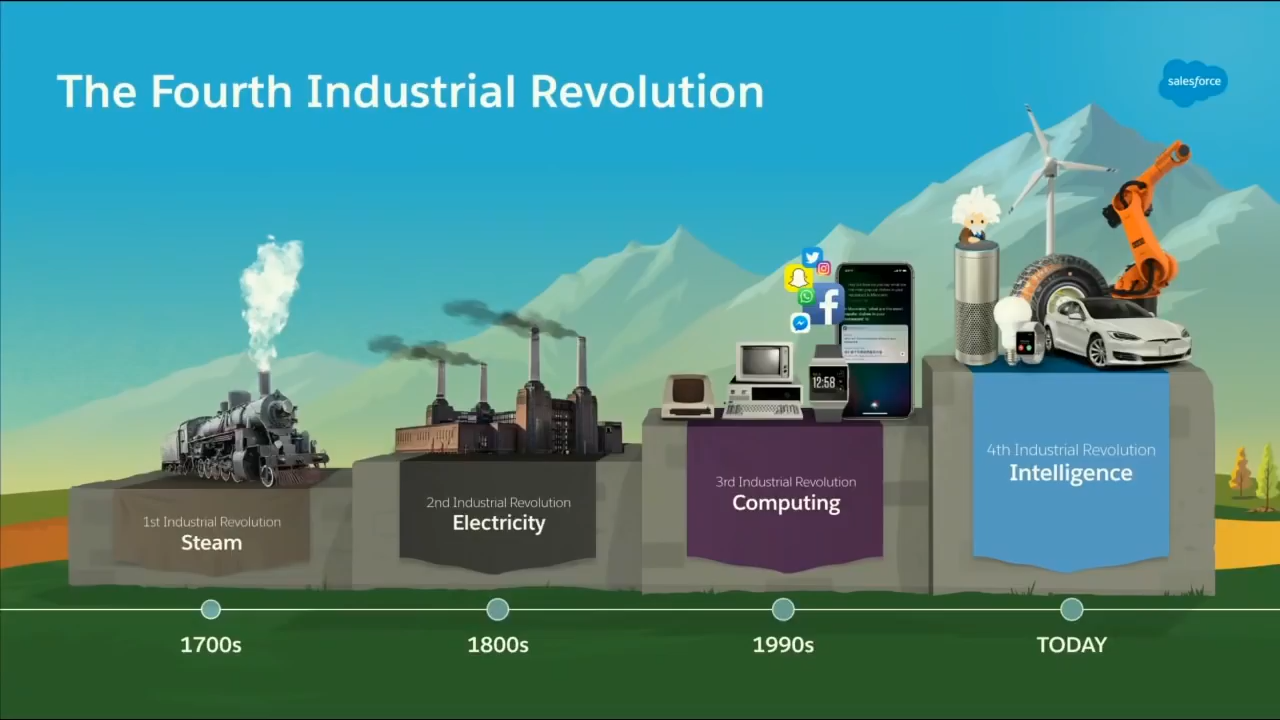 The Fourth Industrial Revolution
salesforce
12:58
1st Industrial Revolution
Steam
2nd Industrial Revolution
Electricity
3rd Industrial Revolution
Computing
4th Industrial Revolution
Intelligence
1700s
1800s
1990s
TODAY